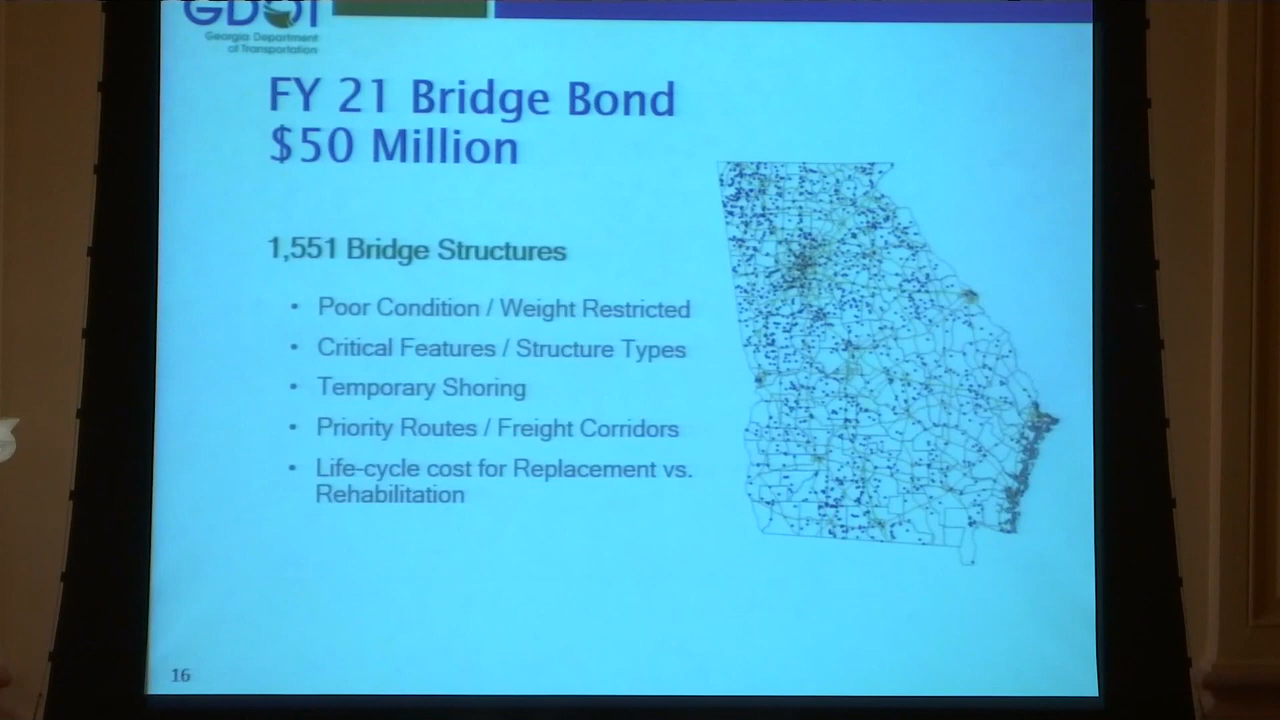 GDOT
Georgia Department
of Transportation
FY 21 Bridge Bond
$50 Million
1,551 Bridge Structures
• Poor Condition / Weight Restricted
• Critical Features / Structure Types
• Temporary Shoring
• Priority Routes / Freight Corridors
• Life-cycle cost for Replacement vs.
Rehabilitation
16